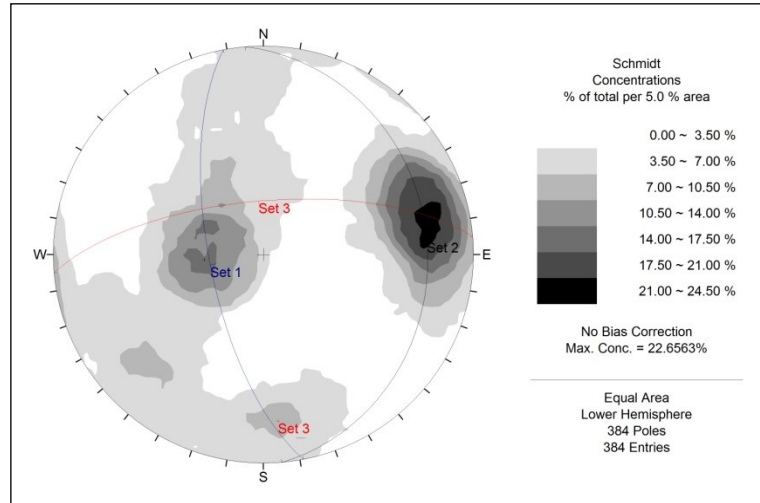 N
W
E
S
Set 3
Set 2
Set 1
Set 3
Schmidt
Concentrations
% of total per 5.0 % area
0.00 ~ 3.50 %
3.50 ~ 7.00 %
7.00 ~ 10.50 %
10.50 ~ 14.00 %
14.00 ~ 17.50 %
17.50 ~ 21.00 %
21.00 ~ 24.50 %
No Bias Correction
Max. Conc. = 22.6563%
Equal Area
Lower Hemisphere
384 Poles
384 Entries